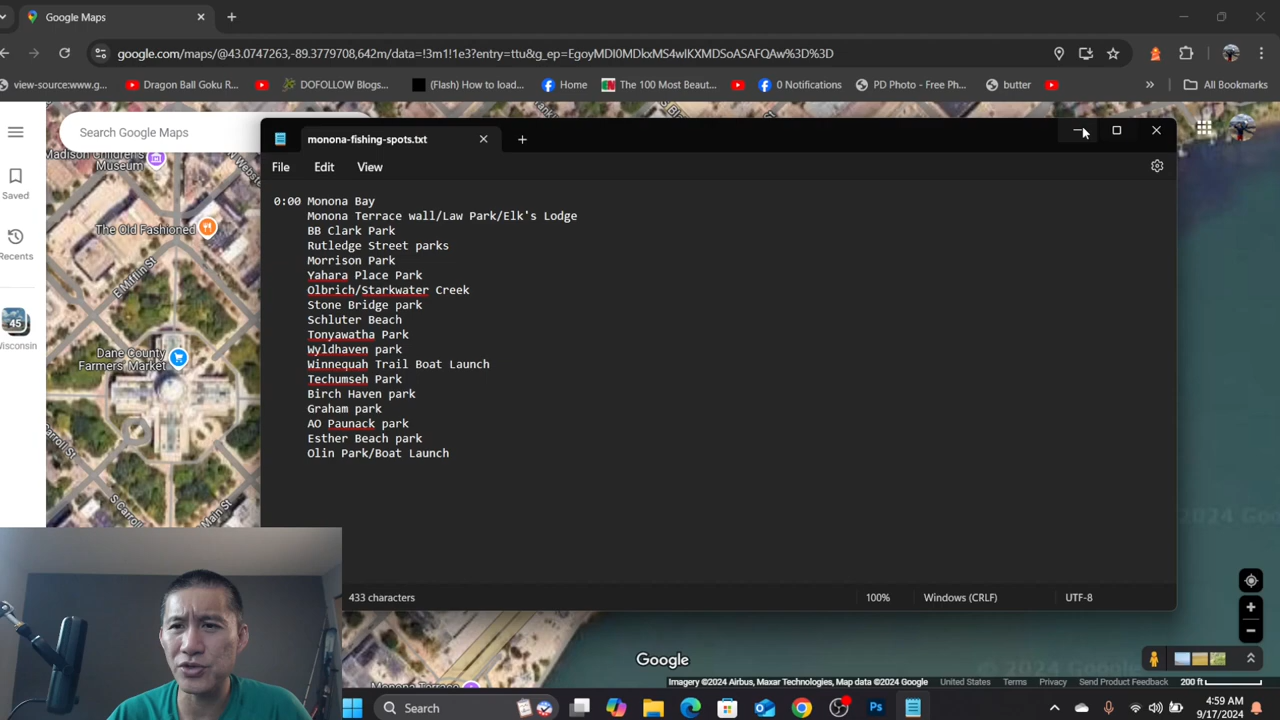 Google Maps
google.com/maps/@43.0747263,-89.3779708,642m/data=!3m1!1e3?entry=ttu&g_ep=EgoyMDI0MDkxMS4wIKXMDSoASAFQAw%3D%3D
view-source:www.g...
Dragon Ball Goku R...
DOFOLLOW Blogs...
(Flash) How to load...
Home
The 100 Most Beaut...
0 Notifications
PD Photo - Free Ph...
butter
»
All Bookmarks
Search Google Maps
Saved
Recents
45
Wisconsin
Madison Children's
Museum
The Old Fashioned
E Mifflin St
Dane County
Farmers' Market
S Carroll St
Main St
monona-fishing-spots.txt
File Edit View
0:00 Monona Bay
Monona Terrace wall/Law Park/Elk's Lodge
BB Clark Park
Rutledge Street parks
Morrison Park
Yahara Place Park
Olbrich/Starkwater Creek
Stone Bridge park
Schluter Beach
Tonyawatha Park
Wyldhaven park
Winnequah Trail Boat Launch
Techumseh Park
Birch Haven park
Graham park
AO Paunack park
Esther Beach park
Olin Park/Boat Launch
433 characters
100%
Windows (CRLF)
UTF-8
Google
Monona Terrace
Imagery ©2024 Airbus, Maxar Technologies, Map data ©2024 Google
United States
Terms
Privacy
Send Product Feedback
200 ft
Search
4:59 AM
9/17/2024